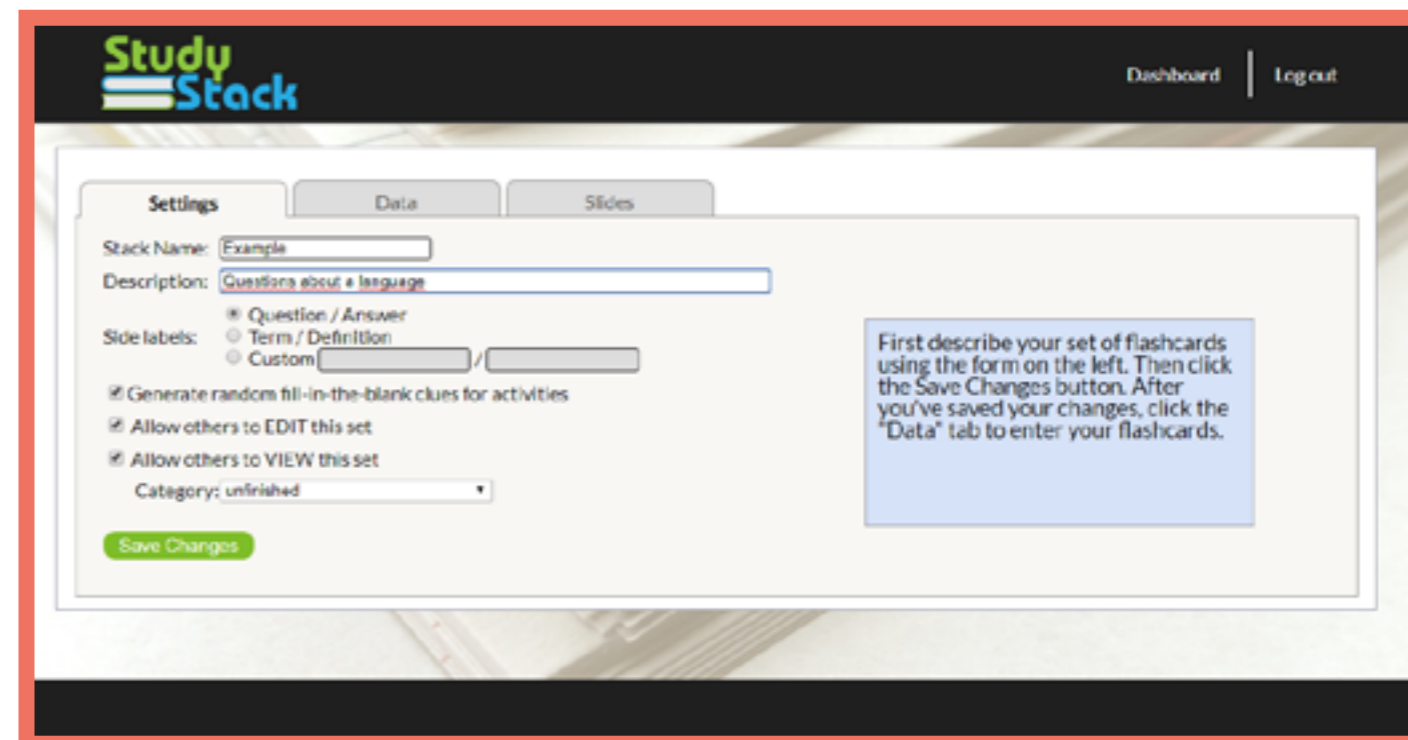 Study
Stack
Dashboard
Log out
Settings
Data
Slides
Stack Name: Example
Description: Questions about a language
Side labels:
Question / Answer
Term / Definition
Custom /
Generate random fill-in-the-blank clues for activities
Allow others to EDIT this set
Allow others to VIEW this set
Category: unfinished
Save Changes
First describe your set of flashcards
using the form on the left. Then click
the Save Changes button. After
you've saved your changes, click the
"Data" tab to enter your flashcards.